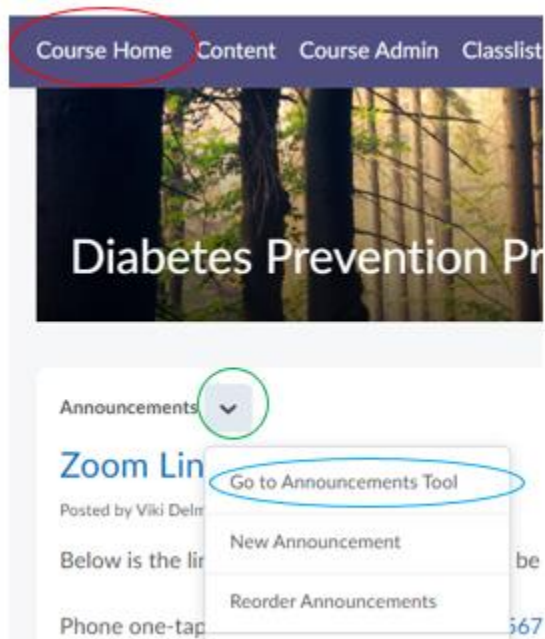 Course Home Content Course Admin Classlist
Diabetes Prevention Pr
Announcements
Zoom Lin
Go to Announcements Tool
Posted by Viki Delm
New Announcement
Below is the lin be
Reorder Announcements
Phone one-tap 567